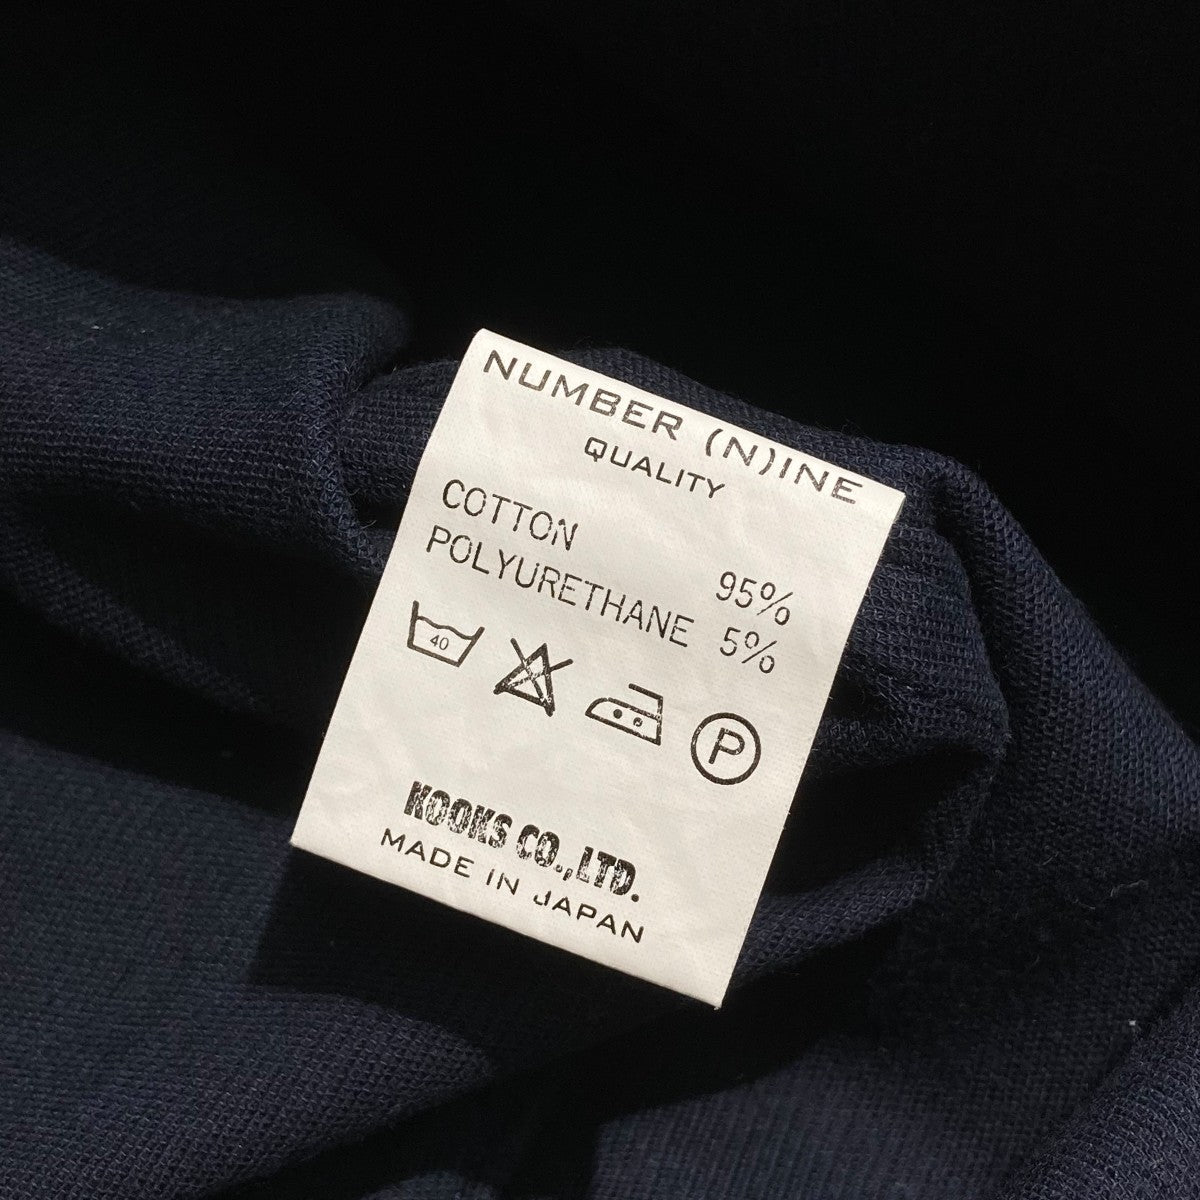 NUMBER (N)INE
QUALITY
COTTON 95%
POLYURETHANE 5%
40 P
KOOKS CO.,LTD.
MADE IN JAPAN